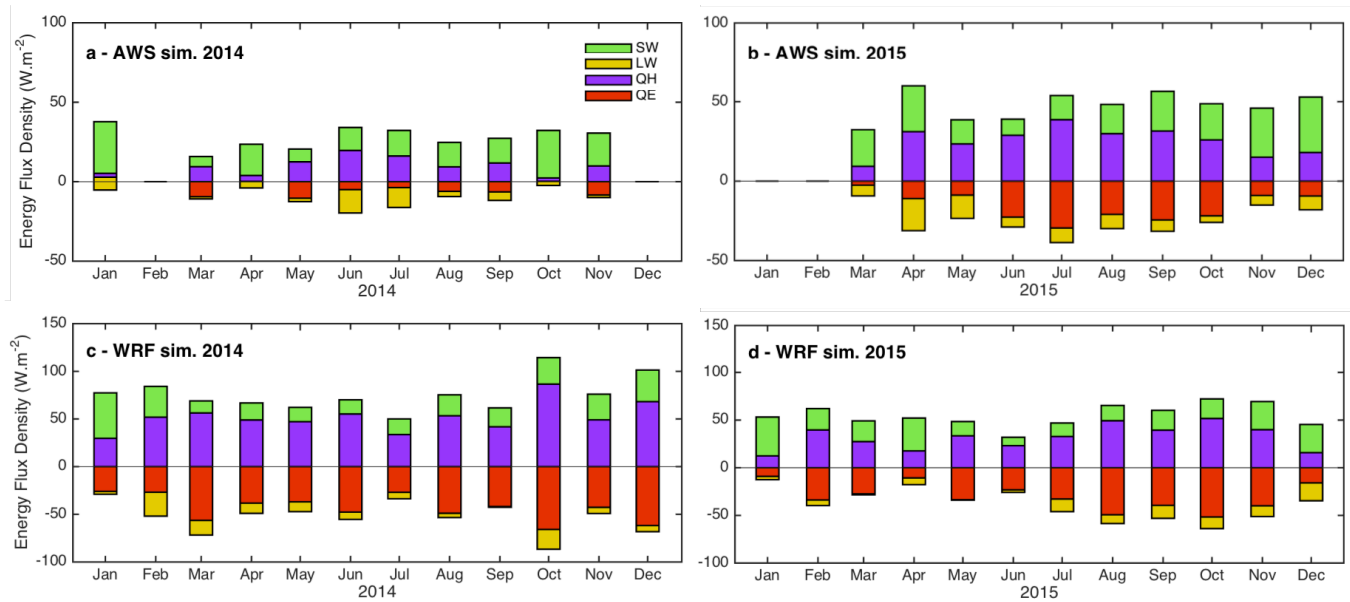 a - AWS sim. 2014
SW
LW
QH
QE
Energy Flux Density (W.m-2)
100
50
0
-50
Jan Feb Mar Apr May Jun Jul Aug Sep Oct Nov Dec
2014
b - AWS sim. 2015
100
50
0
-50
Jan Feb Mar Apr May Jun Jul Aug Sep Oct Nov Dec
2015
c - WRF sim. 2014
Energy Flux Density (W.m-2)
150
100
50
0
-50
-100
Jan Feb Mar Apr May Jun Jul Aug Sep Oct Nov Dec
2014
d - WRF sim. 2015
150
100
50
0
-50
-100
Jan Feb Mar Apr May Jun Jul Aug Sep Oct Nov Dec
2015